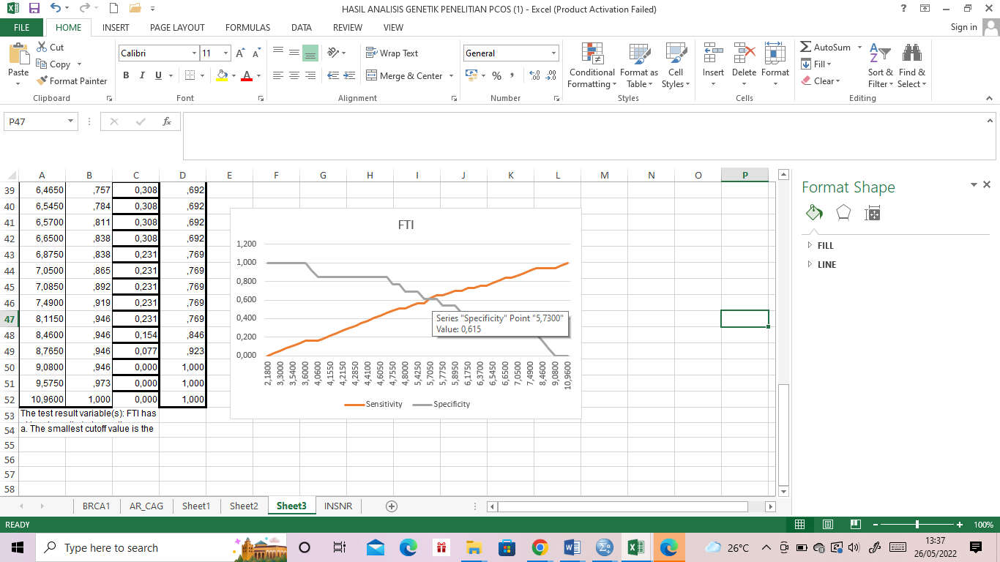 HASIL ANALISIS GENETIK PENELITIAN PCOS (1) - Excel (Product Activation Failed)
FILE HOME INSERT PAGE LAYOUT FORMULAS DATA REVIEW VIEW Sign in
Cut
Copy
Format Painter
Paste
Clipboard
Calibri 11
B I U
Font
Wrap Text
Merge & Center
Alignment
General
Number
Conditional Formatting
Format as Table
Cell Styles
Styles
Insert Delete Format
Cells
AutoSum
Fill
Clear
Sort & Filter
Find & Select
Editing
P47
fx
A B C D E F G H I J K L M N O P
39 6,4650 ,757 0,308 ,692
40 6,5450 ,784 0,308 ,692
41 6,5700 ,811 0,308 ,692
42 6,6500 ,838 0,308 ,692
43 6,8750 ,838 0,231 ,769
44 7,0500 ,865 0,231 ,769
45 7,0850 ,892 0,231 ,769
46 7,4900 ,919 0,231 ,769
47 8,1150 ,946 0,231 ,769
48 8,4600 ,946 0,154 ,846
49 8,7650 ,946 0,077 ,923
50 9,0800 ,946 0,000 1,000
51 9,5750 ,973 0,000 1,000
52 10,9600 1,000 0,000 1,000
53 The test result variable(s): FTI has
54 a. The smallest cutoff value is the
55
56
57
58
FTI
1,200
1,000
0,800
0,600
0,400
0,200
0,000
2,1800 3,3000 3,5400 3,6000 4,0600 4,1550 4,2150 4,2850 4,4100 4,6050 4,7550 4,8000 5,4250 5,7050 5,7750 5,8950 6,1750 6,3700 6,5450 6,6500 7,0500 7,4900 8,4600 9,0800 10,9600
Series "Specificity" Point "5,7300"
Value: 0,615
Sensitivity Specificity
Format Shape
FILL
LINE
BRCA1 AR_CAG Sheet1 Sheet2 Sheet3 INSNR
READY
100%
Type here to search
26°C
13:37
26/05/2022